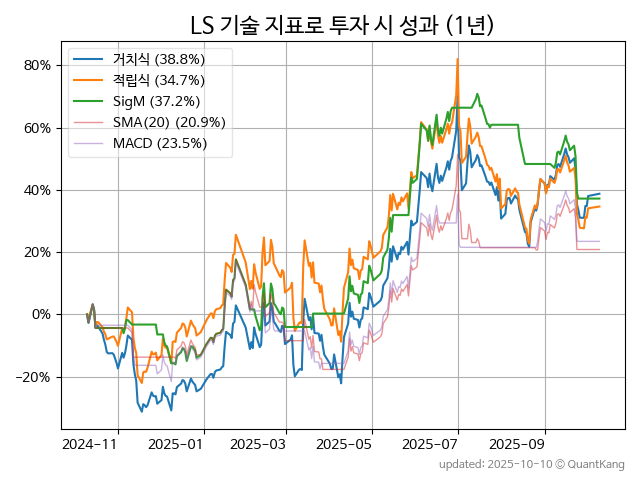 LS 기술 지표로 투자 시 성과 (1년)
거치식 (38.8%)
적립식 (34.7%)
SigM (37.2%)
SMA(20) (20.9%)
MACD (23.5%)
80%
60%
40%
20%
0%
−20%
2024-11
2025-01
2025-03
2025-05
2025-07
2025-09
updated: 2025-10-10 © QuantKang